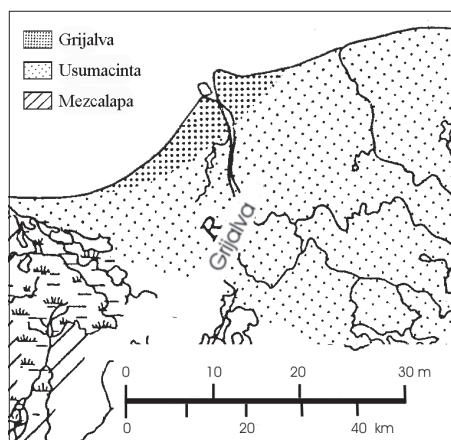 Grijalva
Usumacinta
Mezcalapa
R
Grijalva
0 10 20 30 m
0 20 40 km